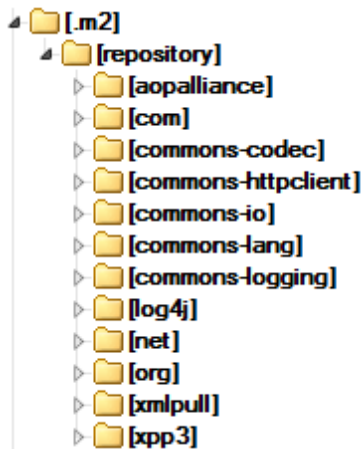 [.m2]
[repository]
[aopalliance]
[com]
[commons-codec]
[commons-httpclient]
[commons-io]
[commons-lang]
[commons-logging]
[log4j]
[net]
[org]
[xmlpull]
[xpp3]